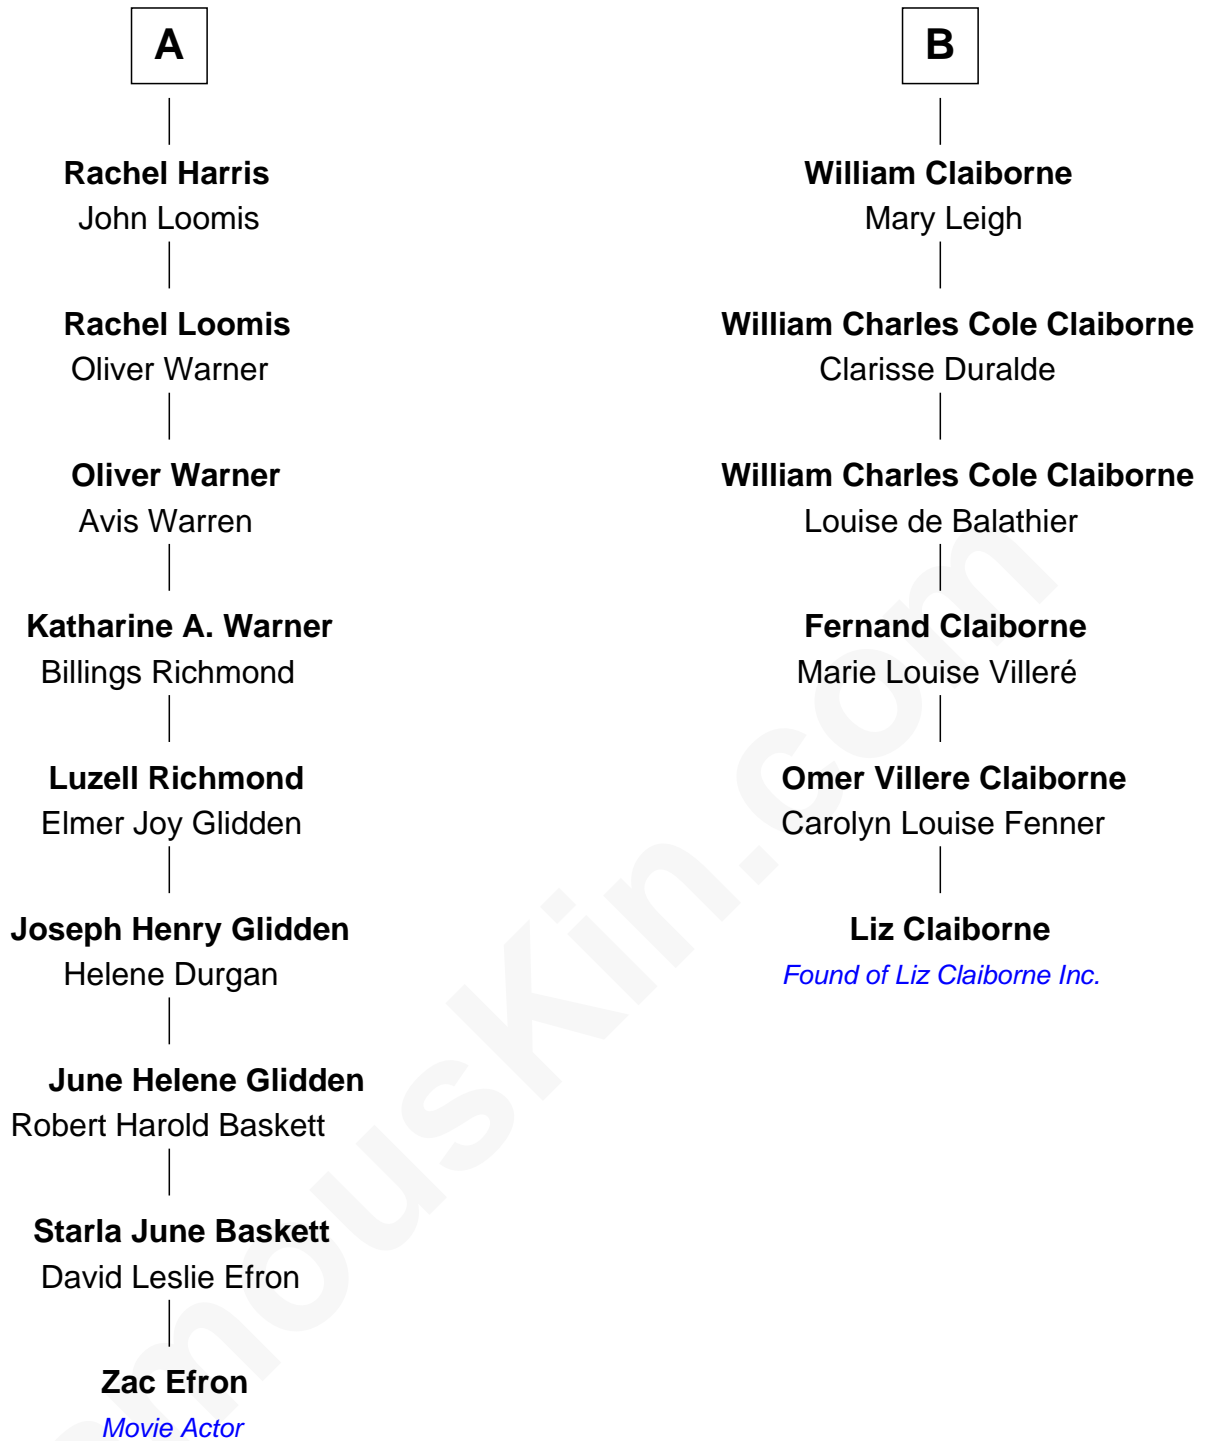 A
Rachel Harris
John Loomis
Rachel Loomis
Oliver Warner
Oliver Warner
Avis Warren
Katharine A. Warner
Billings Richmond
Luzell Richmond
Elmer Joy Glidden
Joseph Henry Glidden
Helene Durgan
June Helene Glidden
Robert Harold Baskett
Starla June Baskett
David Leslie Efron
Zac Efron
Movie Actor
B
William Claiborne
Mary Leigh
William Charles Cole Claiborne
Clarisse Duralde
William Charles Cole Claiborne
Louise de Balathier
Fernand Claiborne
Marie Louise Villeré
Omer Villere Claiborne
Carolyn Louise Fenner
Liz Claiborne
Found of Liz Claiborne Inc.
mousKin.com